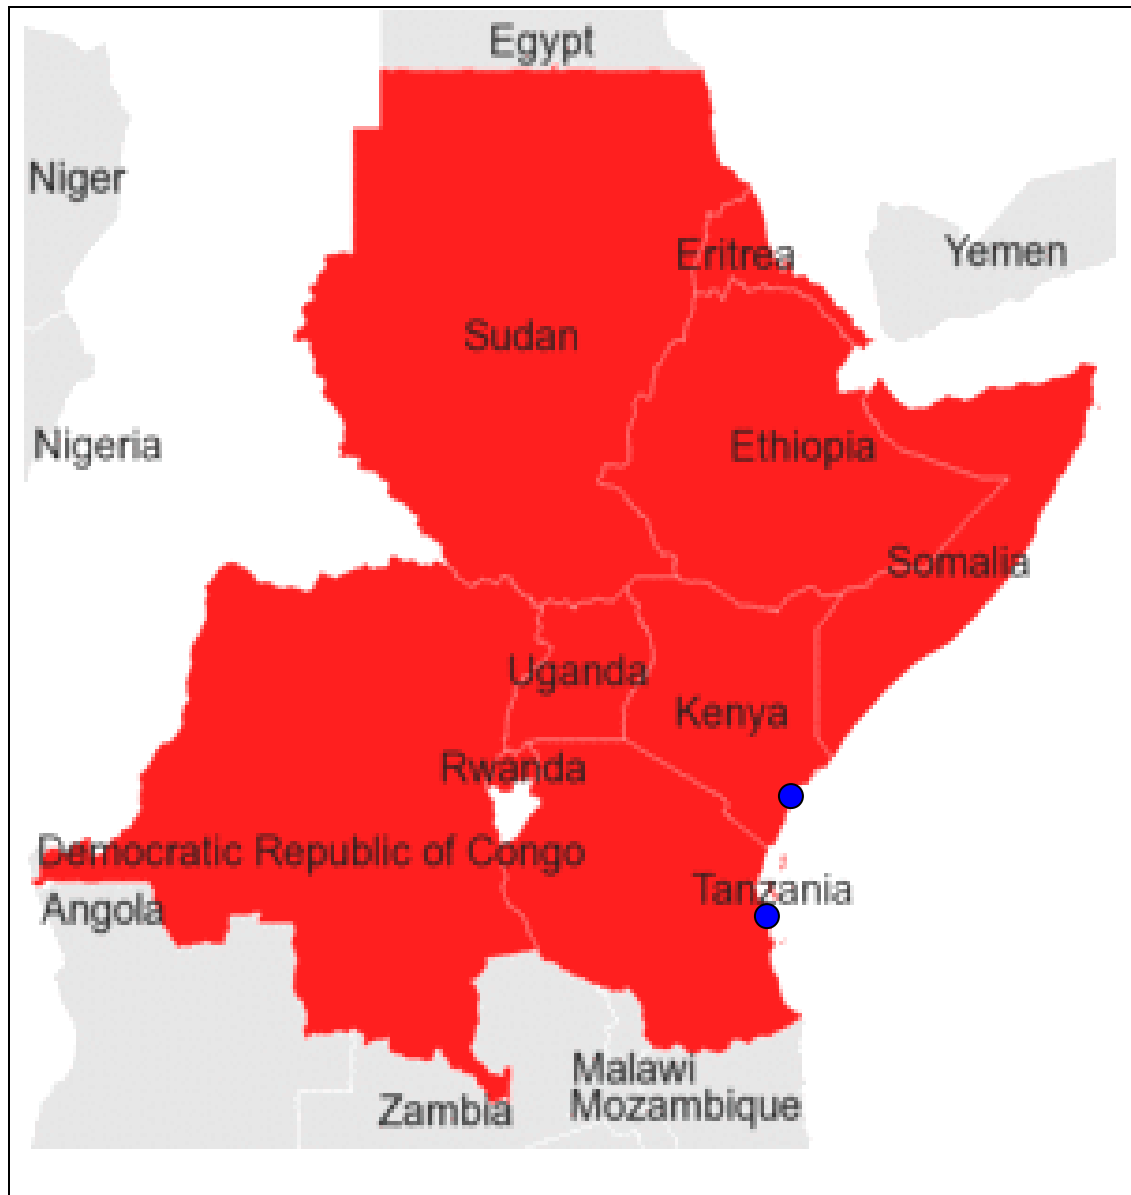 Egypt
Niger
Eritrea
Yemen
Sudan
Nigeria
Ethiopia
Somalia
Uganda
Kenya
Rwanda
Democratic Republic of Congo
Tanzania
Angola
Malawi
Zambia
Mozambique